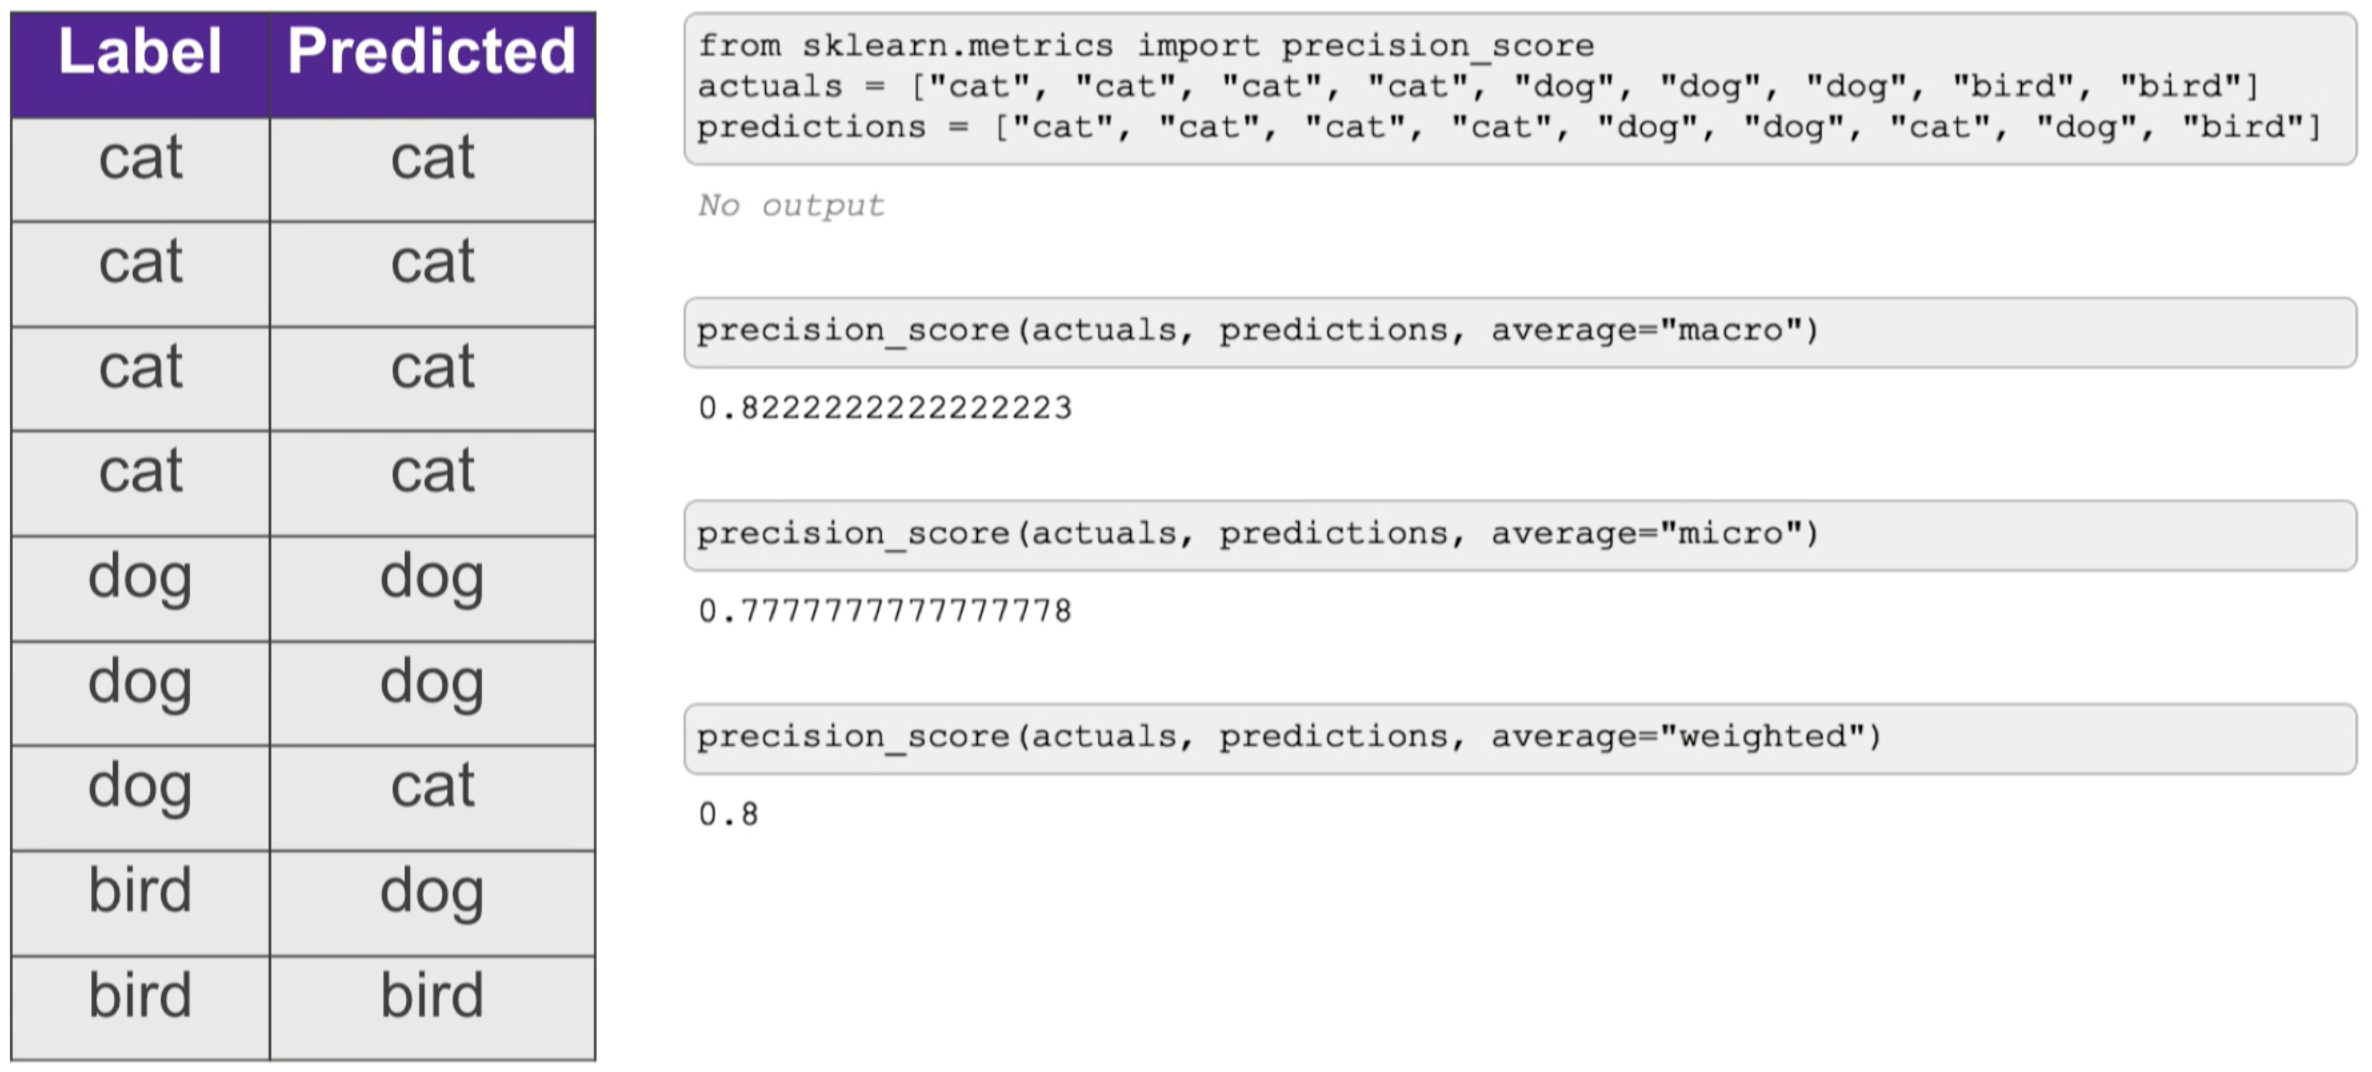 Label Predicted
cat cat
cat cat
cat cat
cat cat
dog dog
dog dog
dog cat
bird dog
bird bird
from sklearn.metrics import precision_score
actuals = ["cat", "cat", "cat", "cat", "dog", "dog", "dog", "bird", "bird"]
predictions = ["cat", "cat", "cat", "cat", "dog", "dog", "cat", "dog", "bird"]
No output
precision_score(actuals, predictions, average="macro")
0.8222222222222223
precision_score(actuals, predictions, average="micro")
0.7777777777777778
precision_score(actuals, predictions, average="weighted")
0.8